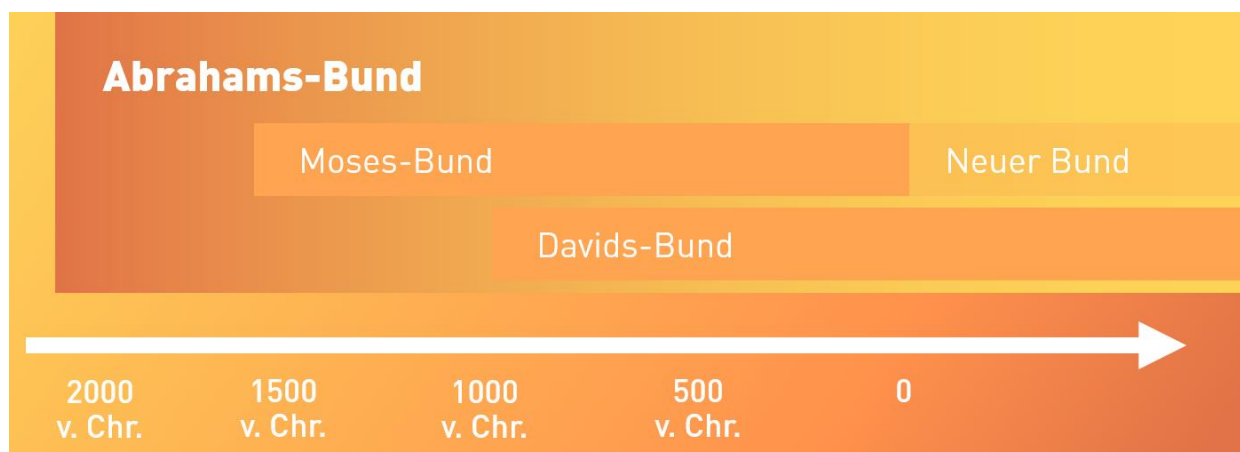 Abrahams-Bund
Moses-Bund
Neuer Bund
Davids-Bund
2000
v. Chr.
1500
v. Chr.
1000
v. Chr.
500
v. Chr.
0